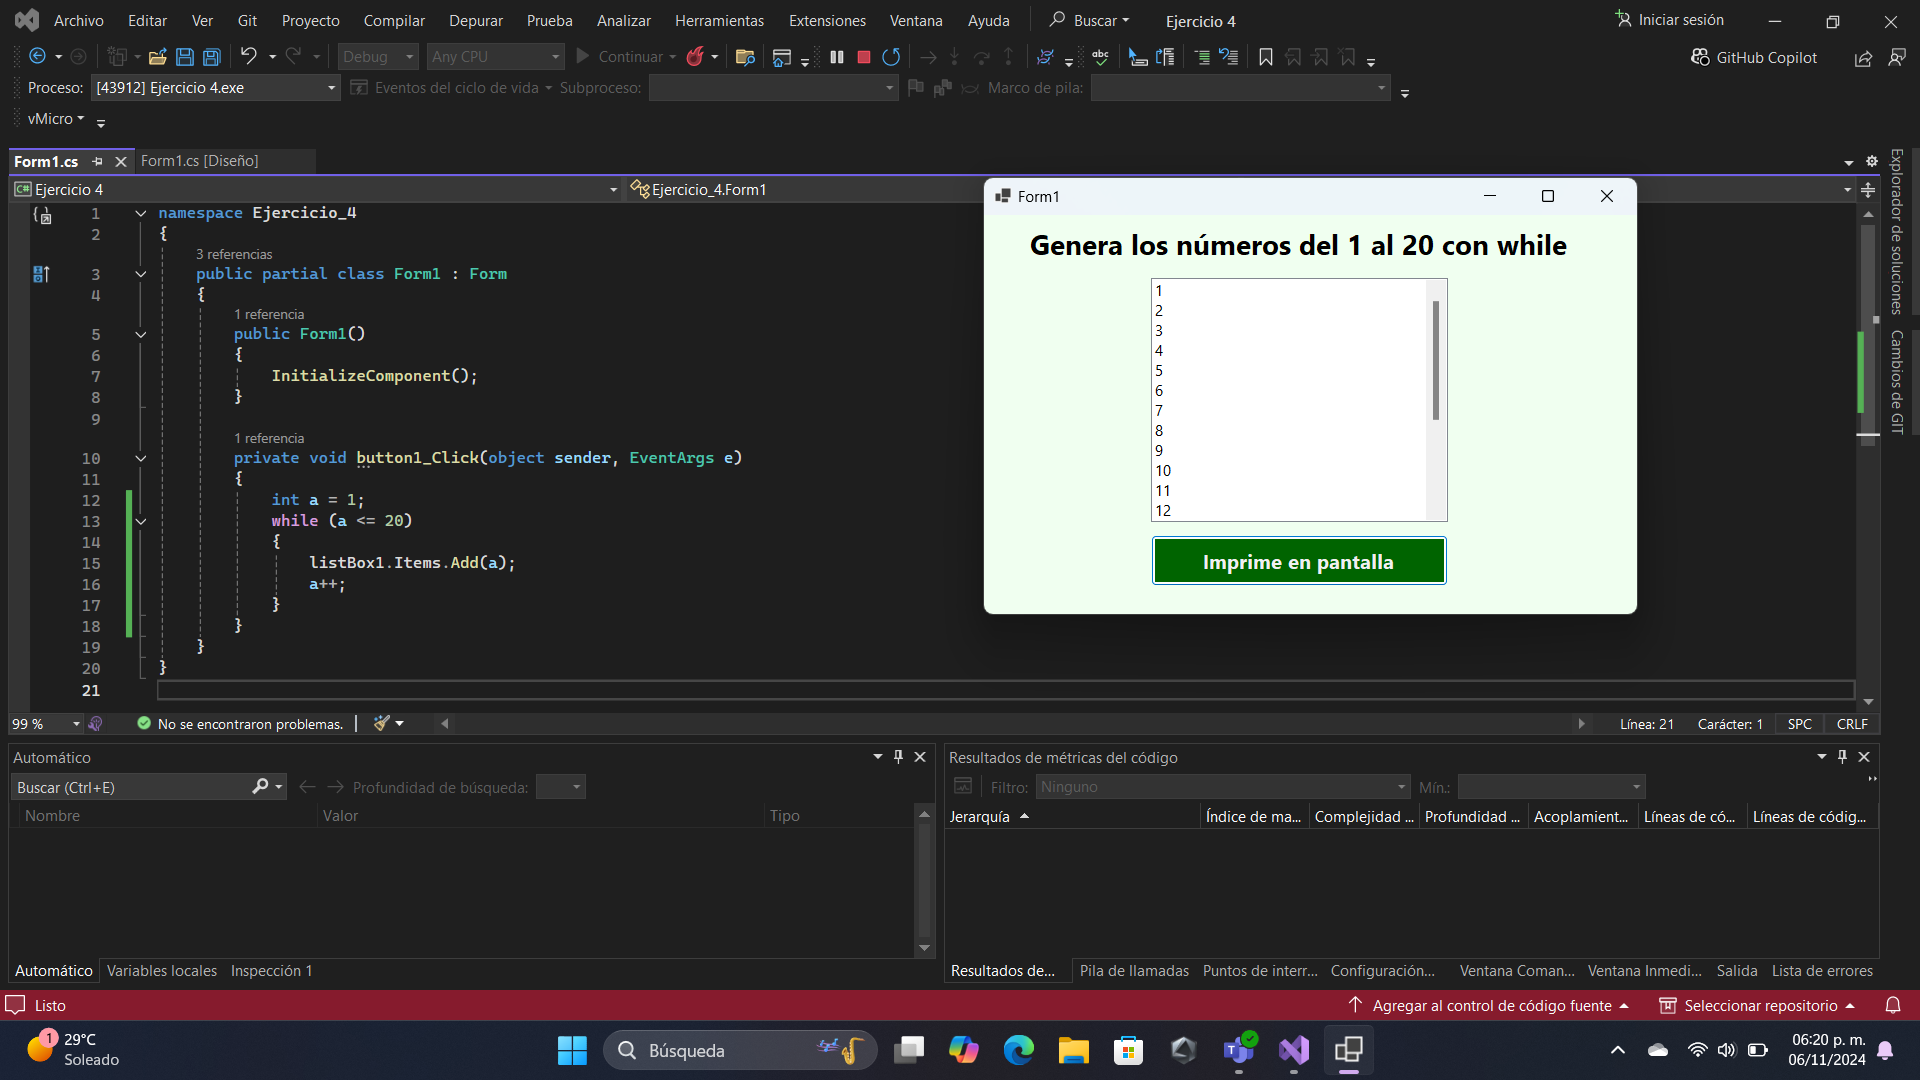 Archivo Editar Ver Git Proyecto Compilar Depurar Prueba Analizar Herramientas Extensiones Ventana Ayuda Buscar Ejercicio 4 Iniciar sesión
Debug Any CPU Continuar GitHub Copilot
Proceso: [43912] Ejercicio 4.exe Eventos del ciclo de vida Subproceso: Marco de pila:
vMicro
Form1.cs Form1.cs [Diseño]
C# Ejercicio 4 Ejercicio_4.Form1
1 namespace Ejercicio_4
2 {
3 referencias
3 public partial class Form1 : Form
4 {
1 referencia
5 public Form1()
6 {
7 InitializeComponent();
8 }
9
1 referencia
10 private void button1_Click(object sender, EventArgs e)
11 {
12 int a = 1;
13 while (a <= 20)
14 {
15 listBox1.Items.Add(a);
16 a++;
17 }
18 }
19 }
20 }
21
Form1
Genera los números del 1 al 20 con while
1
2
3
4
5
6
7
8
9
10
11
12
Imprime en pantalla
Explorador de soluciones
Cambios de GIT
99 % No se encontraron problemas. Línea: 21 Carácter: 1 SPC CRLF
Automático
Buscar (Ctrl+E) Profundidad de búsqueda:
Nombre Valor Tipo
Automático Variables locales Inspección 1
Resultados de métricas del código
Filtro: Ninguno Mín.:
Jerarquía Índice de ma... Complejidad ... Profundidad ... Acoplamient... Líneas de có... Líneas de códig...
Resultados de... Pila de llamadas Puntos de interr... Configuración... Ventana Coman... Ventana Inmedi... Salida Lista de errores
Listo Agregar al control de código fuente Seleccionar repositorio
1 29°C
Soleado
Búsqueda
06:20 p. m.
06/11/2024